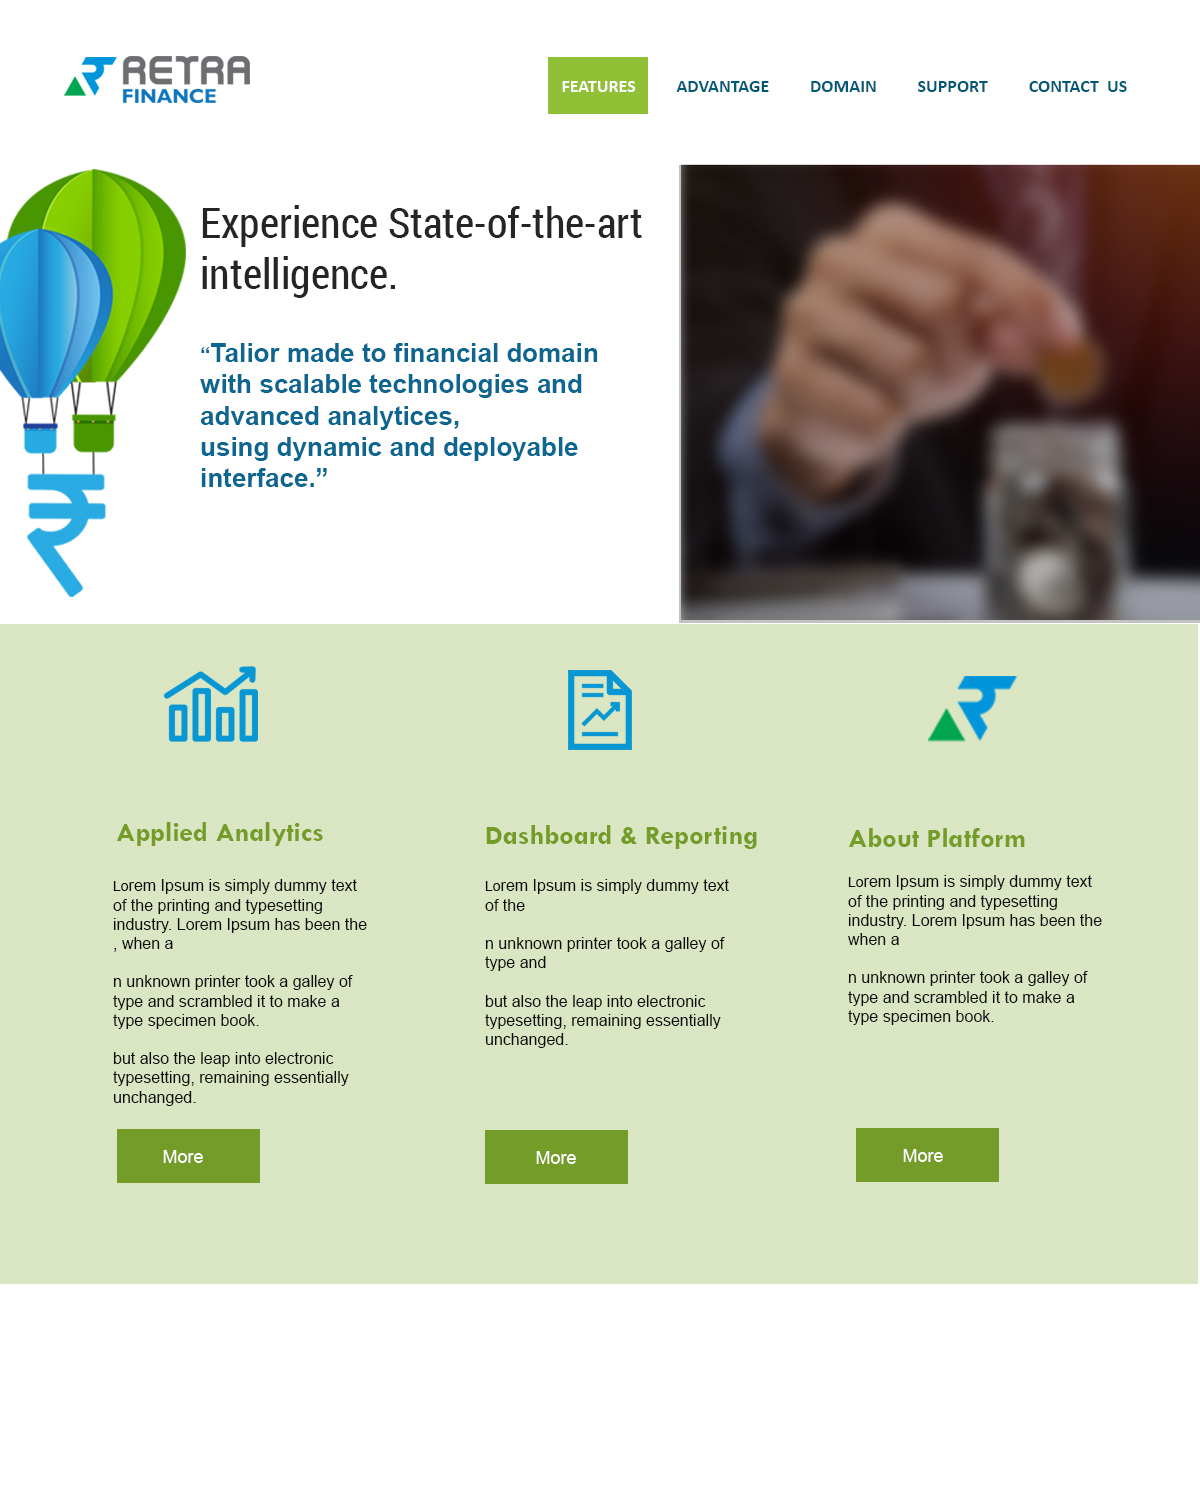 RETRA
FINANCE
FEATURES ADVANTAGE DOMAIN SUPPORT CONTACT US
Experience State-of-the-art
intelligence.
“Talior made to financial domain
with scalable technologies and
advanced analytices,
using dynamic and deployable
interface.”
₹
Applied Analytics
Lorem Ipsum is simply dummy text
of the printing and typesetting
industry. Lorem Ipsum has been the
, when a
n unknown printer took a galley of
type and scrambled it to make a
type specimen book.
but also the leap into electronic
typesetting, remaining essentially
unchanged.
More
Dashboard & Reporting
Lorem Ipsum is simply dummy text
of the
n unknown printer took a galley of
type and
but also the leap into electronic
typesetting, remaining essentially
unchanged.
More
About Platform
Lorem Ipsum is simply dummy text
of the printing and typesetting
industry. Lorem Ipsum has been the
when a
n unknown printer took a galley of
type and scrambled it to make a
type specimen book.
More